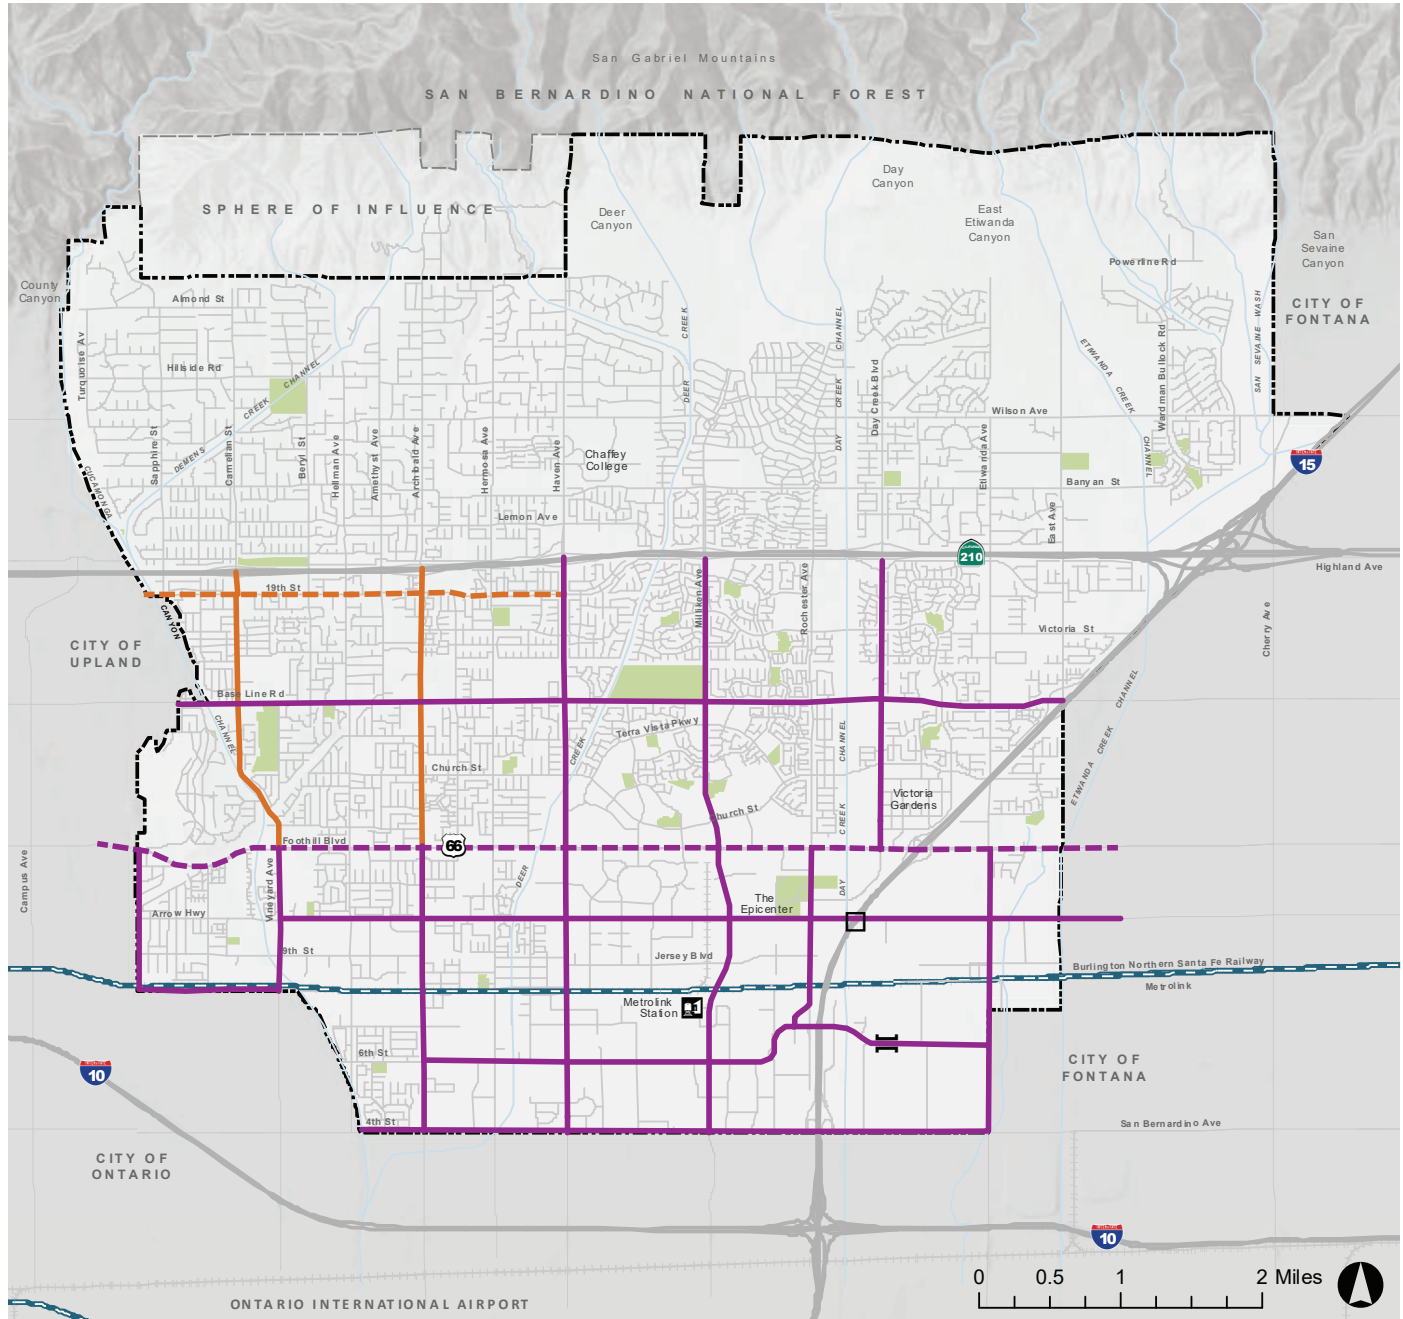 San Gabriel Mountains
SAN BERNARDINO NATIONAL FOREST
Day
Canyon
SPHERE OF INFLUENCE
Deer
Canyon
East
Etiwanda
Canyon
San
Sevaine
Canyon
Powerline Rd
County
Canyon
Almond St
CITY OF
FONTANA
SAN SEVAINE WASH
DEER CREEK
DAY CREEK CHANNEL
ETIWANDA CREEK CHANNEL
Turquoise Av
Hillside Rd
DEMENS CREEK CHANNEL
Day Creek Blvd
Wardman Bullock Rd
Wilson Ave
Sapphire St
Carnelian St
Beryl St
Hellman Ave
Amethyst Ave
Archibald Ave
Hermosa Ave
Haven Ave
Chaffey
College
Etiwanda Ave
15
CUCAMONGA
CANYON
CHANNEL
Banyan St
Lemon Ave
East Ave
210
Highland Ave
19th St
Milliken Ave
Rochester Ave
Cherry Ave
Victoria St
CITY OF
UPLAND
Base Line Rd
Terra Vista Pkwy
CREEK
DEER
DAY CREEK CHANNEL
ETIWANDA CREEK CHANNEL
Church St
Victoria
Gardens
Church St
Foothill Blvd
66
Campus Ave
Vineyard Ave
The
Epicenter
Arrow Hwy
9th St
Jersey Blvd
Burlington Northern Santa Fe Railway
Metrolink
Metrolink
Station
6th St
CITY OF
FONTANA
10
4th St
San Bernardino Ave
CITY OF
ONTARIO
10
0 0.5 1 2 Miles
ONTARIO INTERNATIONAL AIRPORT